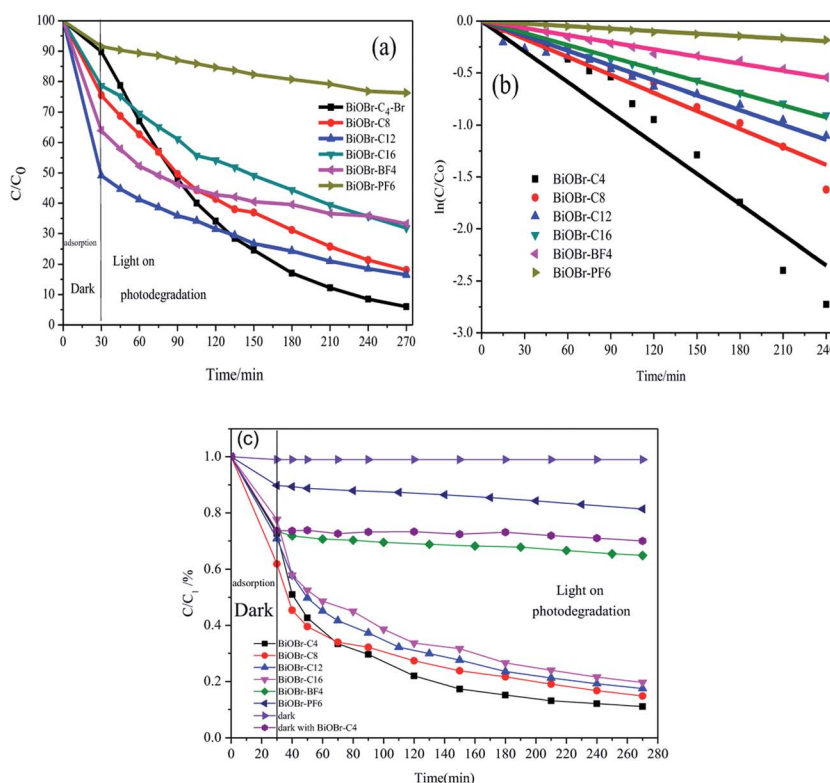 100
90
80
70
60
50
40
30
20
10
0
C/C0
(a)
BiOBr-C4-Br
BiOBr-C8
BiOBr-C12
BiOBr-C16
BiOBr-BF4
BiOBr-PF6
adsorption
Dark
Light on
photodegradation
0 30 60 90 120 150 180 210 240 270
Time/min
0.0
-0.5
-1.0
-1.5
-2.0
-2.5
-3.0
ln(C/Co)
(b)
BiOBr-C4
BiOBr-C8
BiOBr-C12
BiOBr-C16
BiOBr-BF4
BiOBr-PF6
0 30 60 90 120 150 180 210 240
Time/min
(c)
1.0
0.8
0.6
0.4
0.2
0.0
C/C1 /%
adsorption
Dark
Light on
photodegradation
BiOBr-C4
BiOBr-C8
BiOBr-C12
BiOBr-C16
BiOBr-BF4
BiOBr-PF6
dark
dark with BiOBr-C4
0 20 40 60 80 100 120 140 160 180 200 220 240 260 280
Time(min)